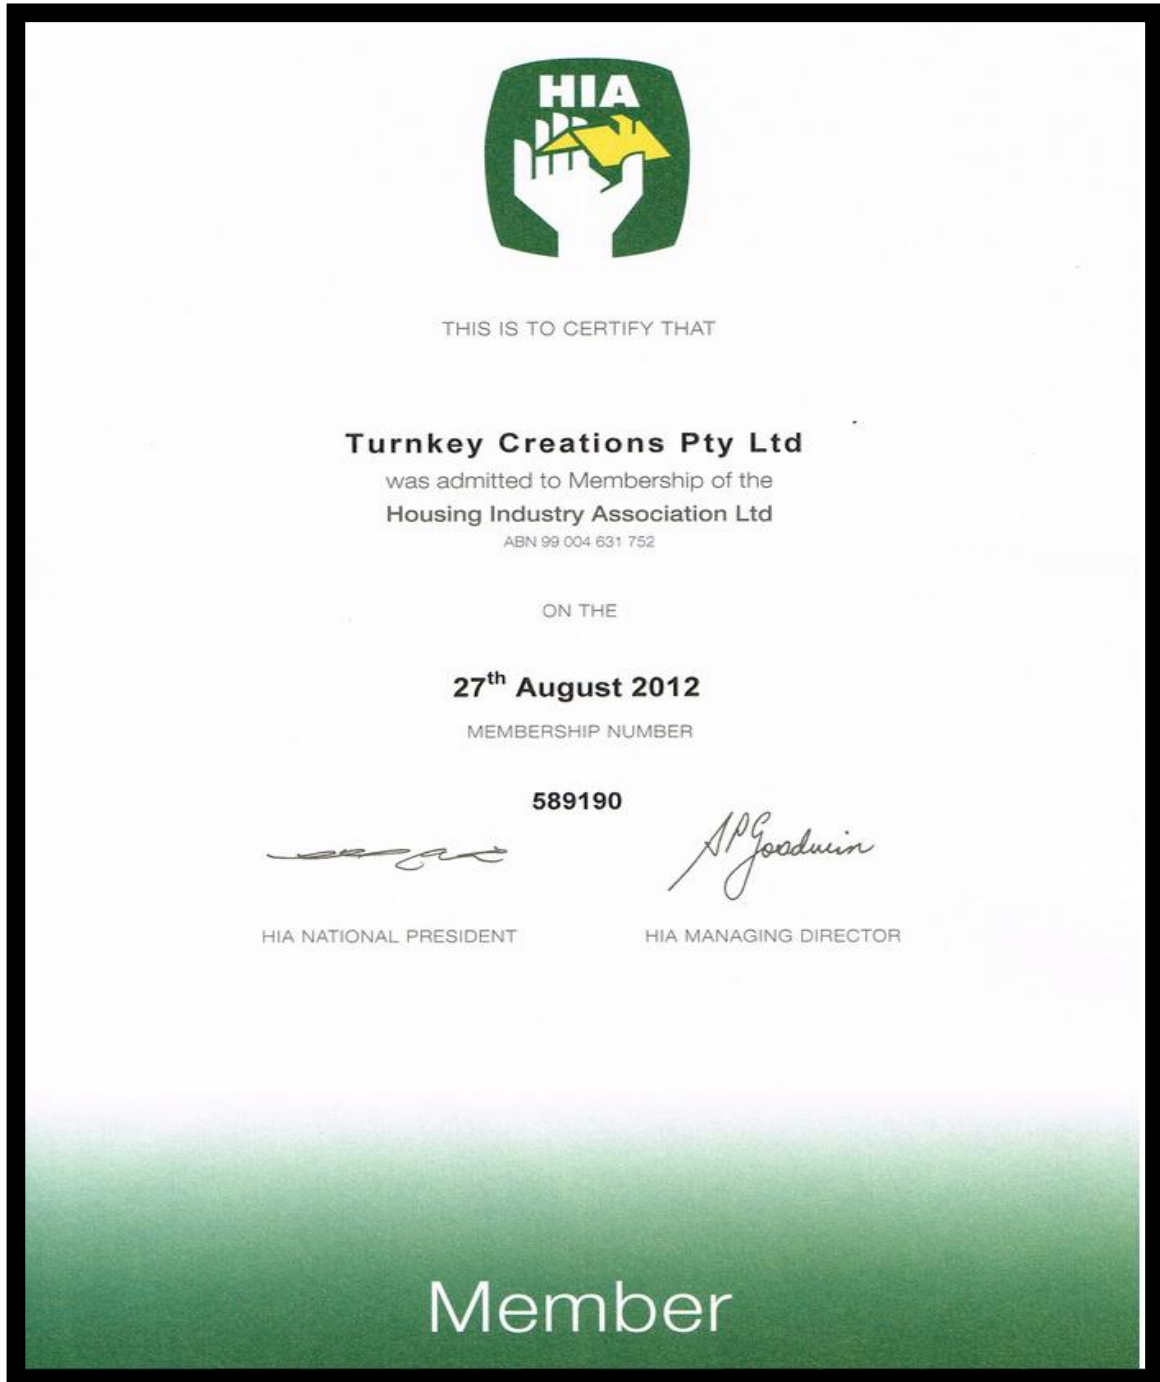 HIA
THIS IS TO CERTIFY THAT
Turnkey Creations Pty Ltd
was admitted to Membership of the
Housing Industry Association Ltd
ABN 99 004 631 752
ON THE
27th August 2012
MEMBERSHIP NUMBER
589190
SPGoodwin
HIA NATIONAL PRESIDENT
HIA MANAGING DIRECTOR
Member